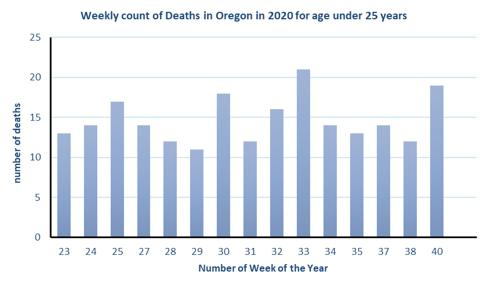 Weekly count of Deaths in Oregon in 2020 for age under 25 years
25
20
15
10
5
0
number of deaths
23 24 25 27 28 29 30 31 32 33 34 35 37 38 40
Number of Week of the Year